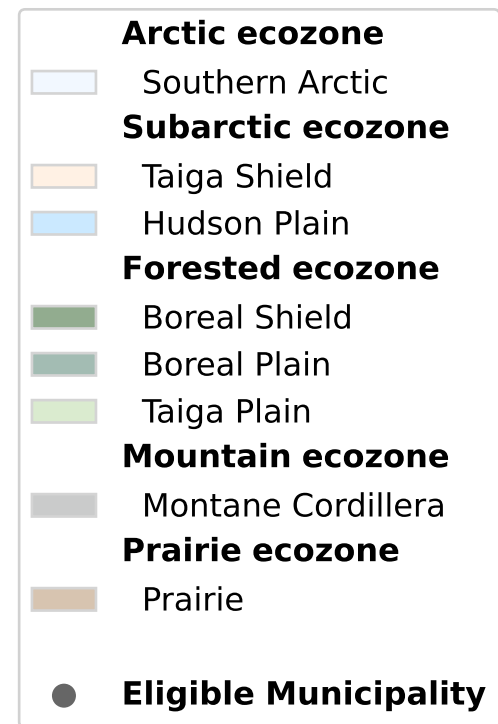 Arctic ecozone
Southern Arctic
Subarctic ecozone
Taiga Shield
Hudson Plain
Forested ecozone
Boreal Shield
Boreal Plain
Taiga Plain
Mountain ecozone
Montane Cordillera
Prairie ecozone
Prairie
Eligible Municipality